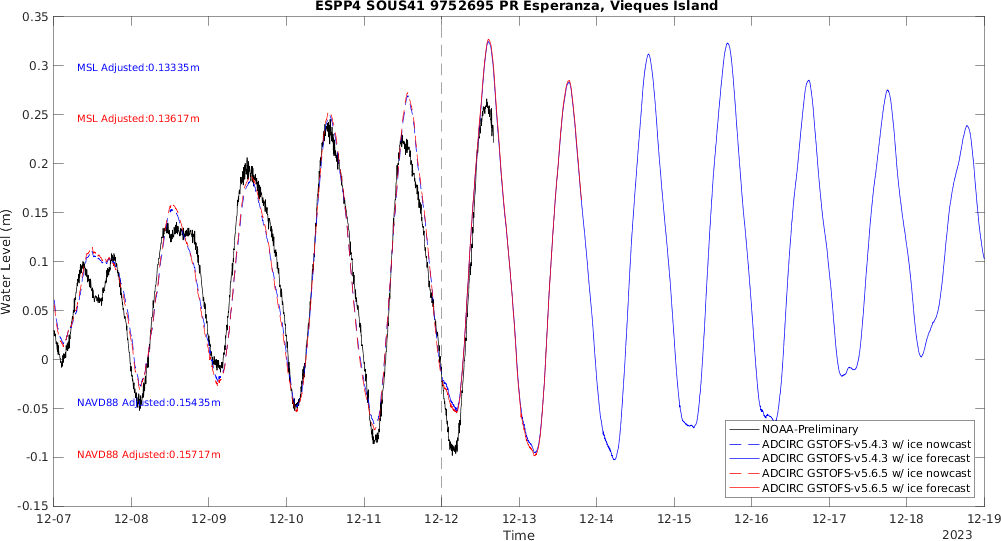 ESPP4 SOUS41 9752695 PR Esperanza, Vieques Island
0.35
0.3
0.25
0.2
0.15
0.1
0.05
0
-0.05
-0.1
-0.15
Water Level (m)
MSL Adjusted:0.13335m
MSL Adjusted:0.13617m
NAVD88 Adjusted:0.15435m
NAVD88 Adjusted:0.15717m
NOAA-Preliminary
ADCIRC GSTOFS-v5.4.3 w/ ice nowcast
ADCIRC GSTOFS-v5.4.3 w/ ice forecast
ADCIRC GSTOFS-v5.6.5 w/ ice nowcast
ADCIRC GSTOFS-v5.6.5 w/ ice forecast
12-07 12-08 12-09 12-10 12-11 12-12 12-13 12-14 12-15 12-16 12-17 12-18 12-19
Time
2023